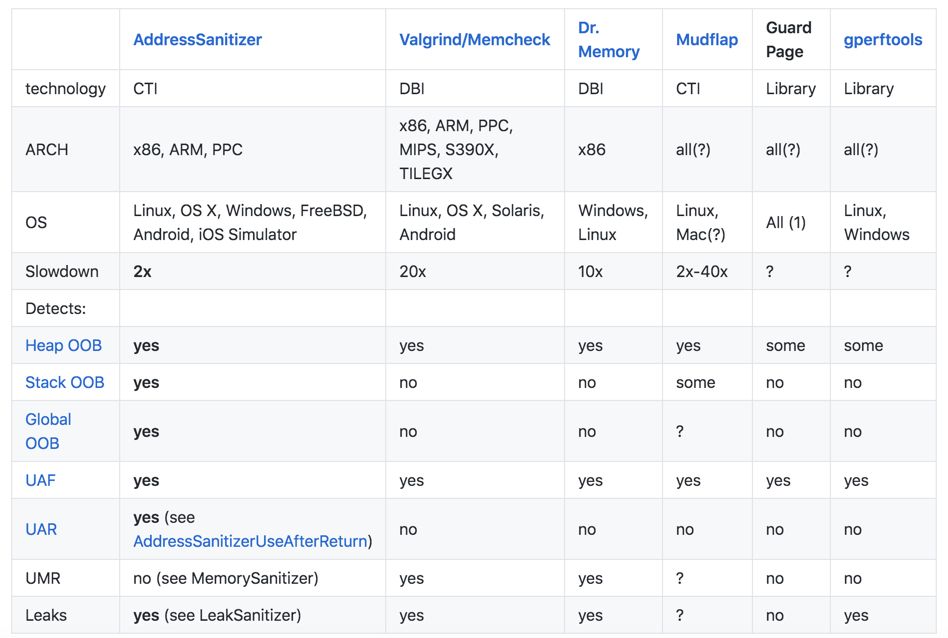 AddressSanitizer Valgrind/Memcheck Dr. Memory Mudflap Guard Page gperftools
technology CTI DBI DBI CTI Library Library
ARCH x86, ARM, PPC x86, ARM, PPC, MIPS, S390X, TILEGX x86 all(?) all(?) all(?)
OS Linux, OS X, Windows, FreeBSD, Android, iOS Simulator Linux, OS X, Solaris, Android Windows, Linux Linux, Mac(?) All (1) Linux, Windows
Slowdown 2x 20x 10x 2x-40x ? ?
Detects:
Heap OOB yes yes yes yes some some
Stack OOB yes no no some no no
Global OOB yes no no ? no no
UAF yes yes yes yes yes yes
UAR yes (see AddressSanitizerUseAfterReturn) no no no no no
UMR no (see MemorySanitizer) yes yes ? no no
Leaks yes (see LeakSanitizer) yes yes ? no yes